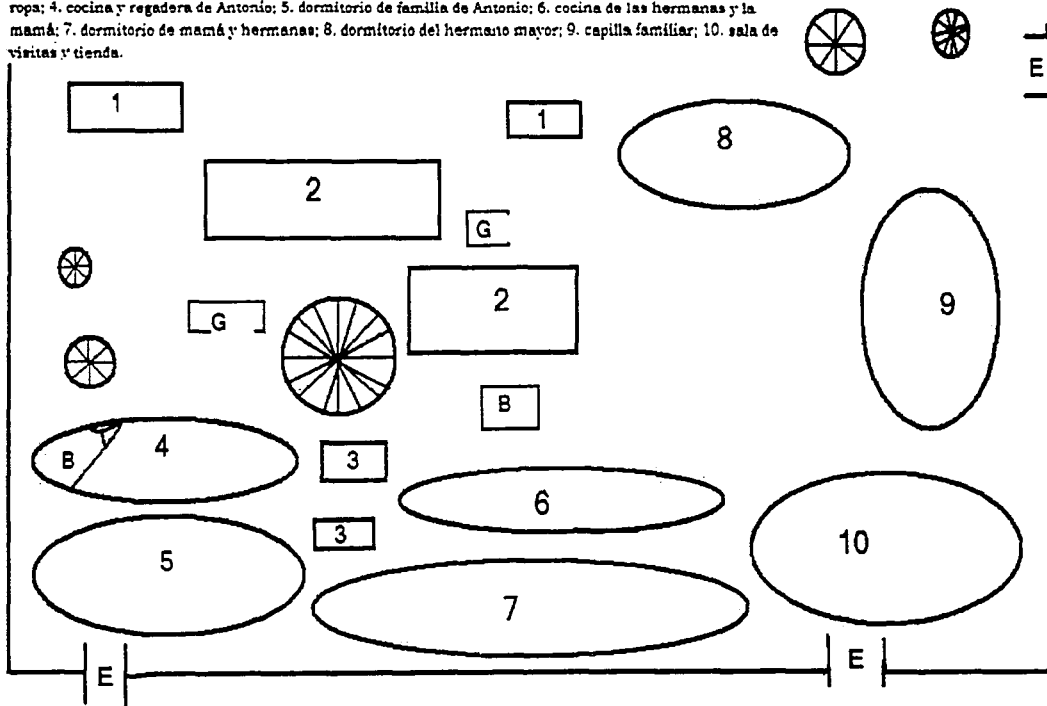 ropa; 4. cocina y regadera de Antonio; 5. dormitorio de familia de Antonio; 6. cocina de las hermanas y la
mamá; 7. dormitorio de mamá y hermanas; 8. dormitorio del hermano mayor; 9. capilla familiar; 10. sala de
visitas y tienda.
E
1
1
8
2
G
2
9
G
B
4
B
3
6
3
10
5
7
E
E